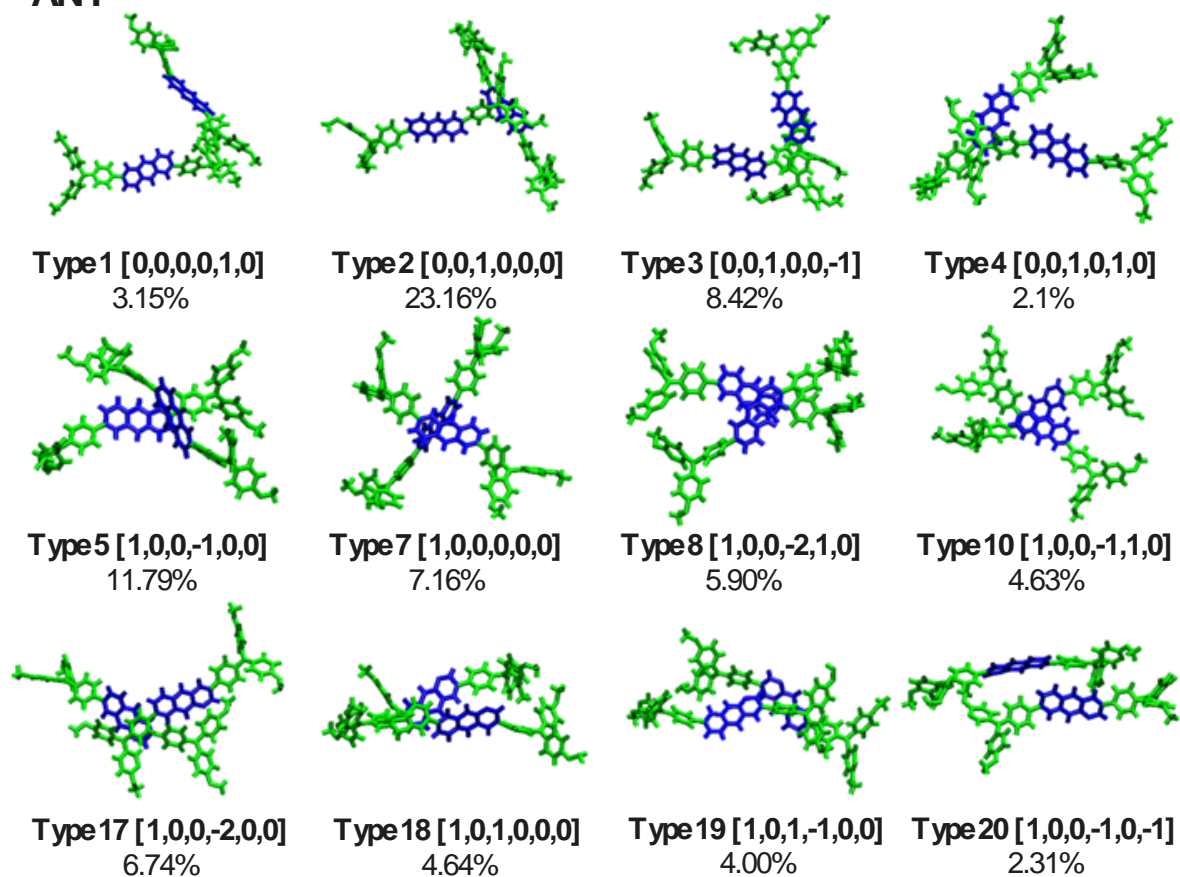 Type1 [0,0,0,0,1,0] Type2 [0,0,1,0,0,0] Type3 [0,0,1,0,0,-1] Type4 [0,0,1,0,1,0]
3.15% 23.16% 8.42% 2.1%
Type5 [1,0,0,-1,0,0] Type7 [1,0,0,0,0,0] Type8 [1,0,0,-2,1,0] Type10 [1,0,0,-1,1,0]
11.79% 7.16% 5.90% 4.63%
Type17 [1,0,0,-2,0,0] Type18 [1,0,1,0,0,0] Type19 [1,0,1,-1,0,0] Type20 [1,0,0,-1,0,-1]
6.74% 4.64% 4.00% 2.31%